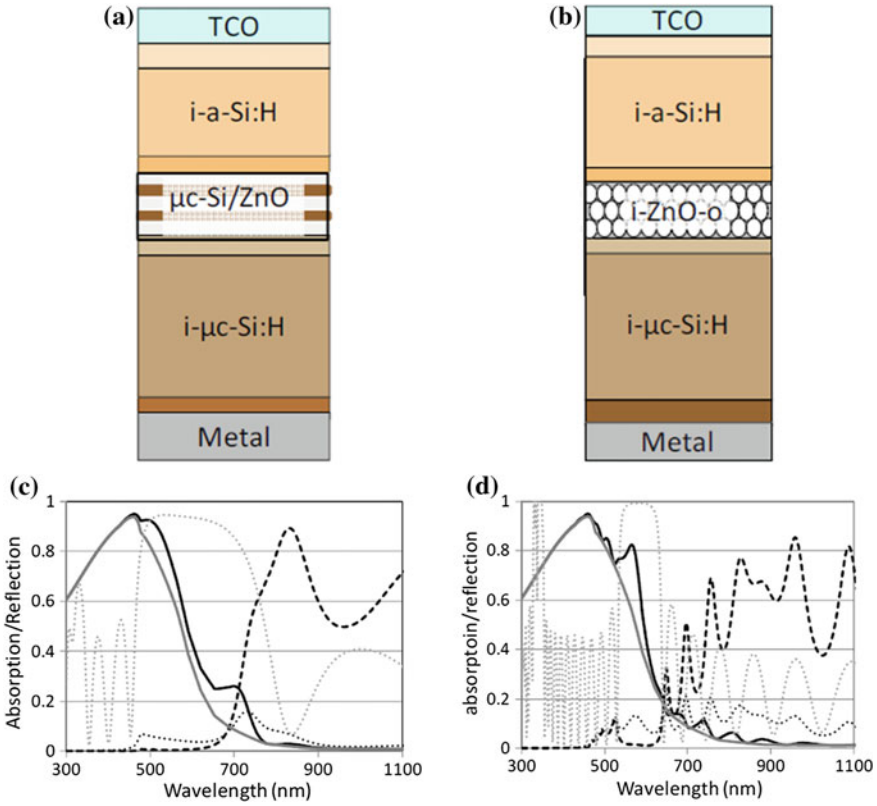 (a)
TCO
i-a-Si:H
µc-Si/ZnO
i-µc-Si:H
Metal
(b)
TCO
i-a-Si:H
i-ZnO-o
i-µc-Si:H
Metal
(c)
1
0.8
0.6
0.4
0.2
0
Absorption/Reflection
300 500 700 900 1100
Wavelength (nm)
(d)
1
0.8
0.6
0.4
0.2
0
absorptoin/reflection
300 500 700 900 1100
Wavelength (nm)